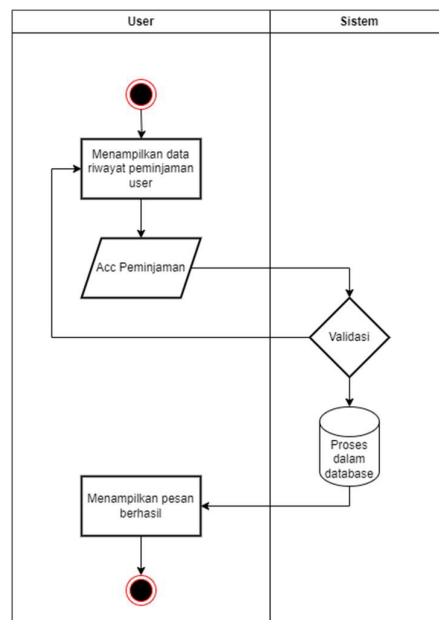 User
Sistem
Menampilkan data
riwayat peminjaman
user
Acc Peminjaman
Validasi
Proses
dalam
database
Menampilkan pesan
berhasil